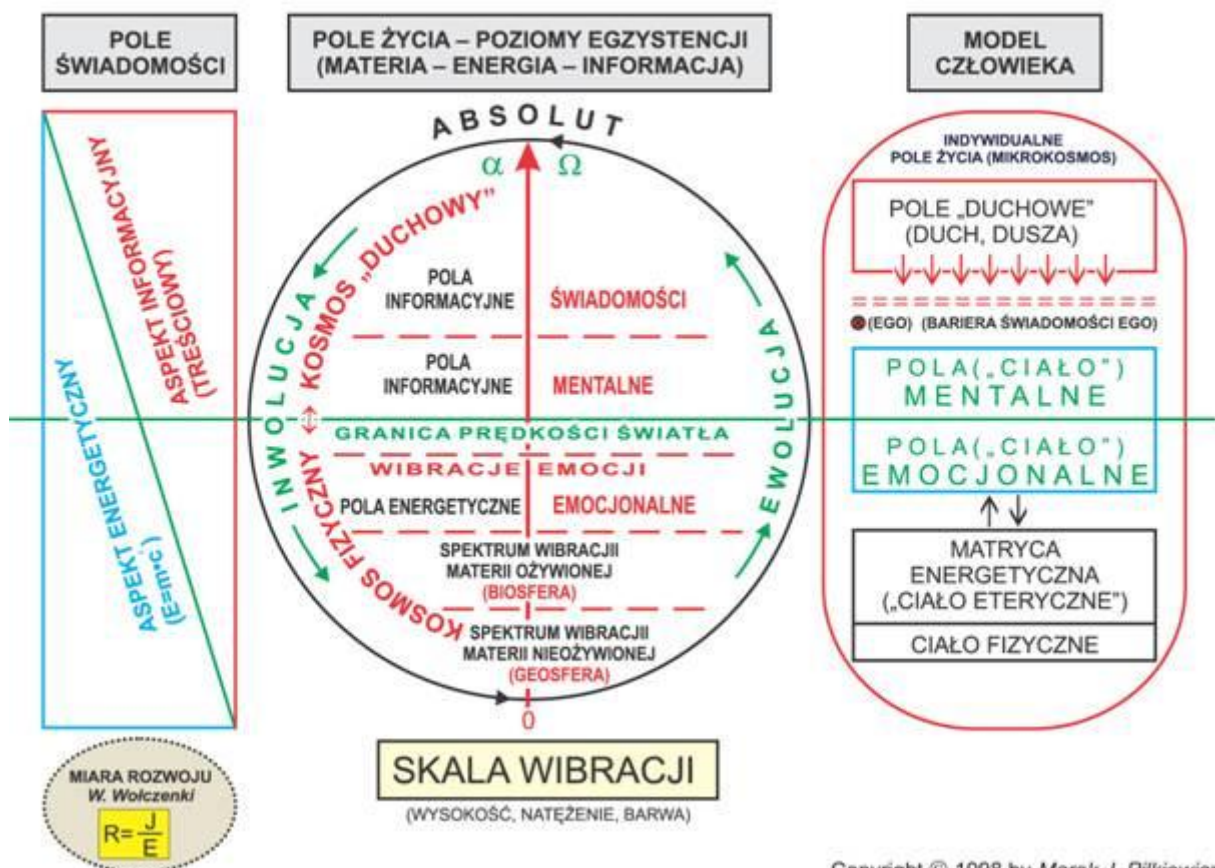 POLE
ŚWIADOMOŚCI
ASPEKT INFORMACYJNY
(TREŚCIOWY)
ASPEKT ENERGETYCZNY
(E=m•c²)
MIARA ROZWOJU
W. Wołczenki
R= J
E
POLE ŻYCIA – POZIOMY EGZYSTENCJI
(MATERIA – ENERGIA – INFORMACJA)
ABSOLUT
α Ω
INWOLUCJA
KOSMOS FIZYCZNY ↔ KOSMOS „DUCHOWY”
EWOLUCJA
POLA
INFORMACYJNE
ŚWIADOMOŚCI
POLA
INFORMACYJNE
MENTALNE
GRANICA PRĘDKOŚCI ŚWIATŁA
WIBRACJE EMOCJI
POLA ENERGETYCZNE
EMOCJONALNE
SPEKTRUM WIBRACJII
MATERII OŻYWIONEJ
(BIOSFERA)
SPEKTRUM WIBRACJII
MATERII NIEOŻYWIONEJ
(GEOSFERA)
0
SKALA WIBRACJI
(WYSOKOŚĆ, NATĘŻENIE, BARWA)
MODEL
CZŁOWIEKA
INDYWIDUALNE
POLE ŻYCIA (MIKROKOSMOS)
POLE „DUCHOWE”
(DUCH, DUSZA)
(EGO) (BARIERA ŚWIADOMOŚCI EGO)
POLA(„CIAŁO”)
MENTALNE
POLA(„CIAŁO”)
EMOCJONALNE
MATRYCA
ENERGETYCZNA
(„CIAŁO ETERYCZNE”)
CIAŁO FIZYCZNE
Copyright © 1998 by Marek J.